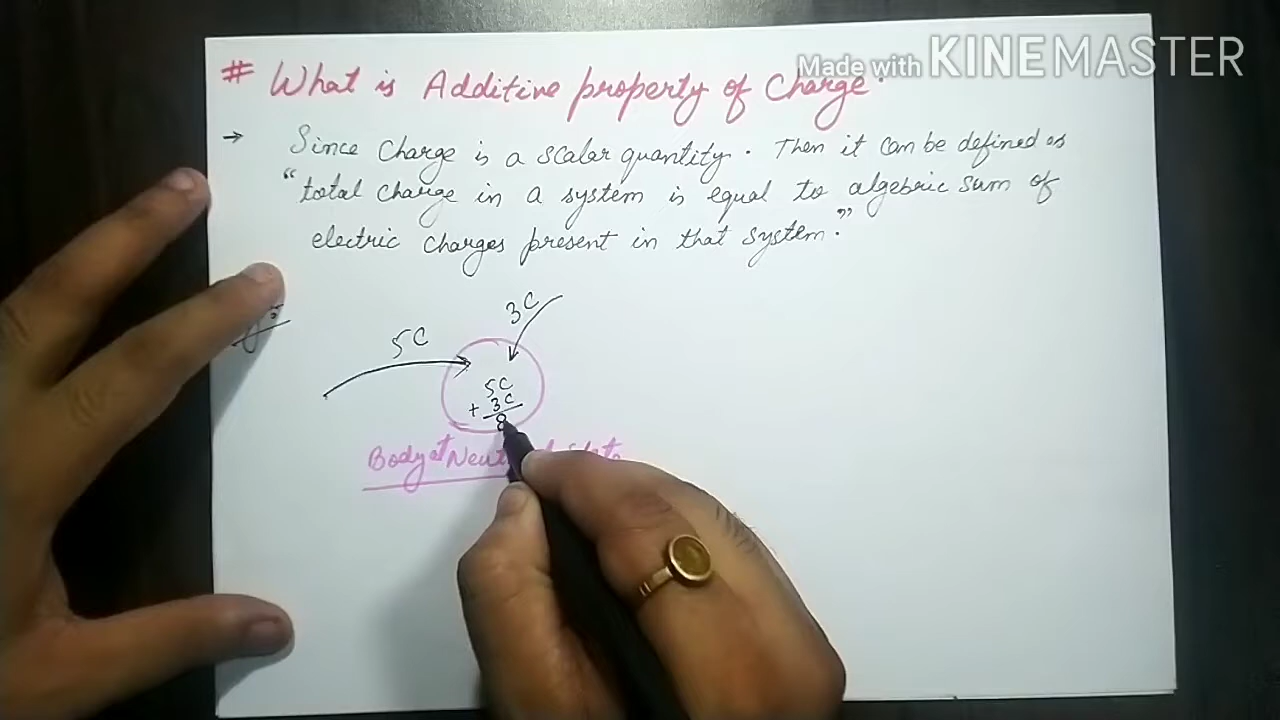 Made with KINEMASTER
# What is Additive property of Charge.
→ Since Charge is a scalar quantity. Then it can be defined as
"total charge in a system is equal to algebric sum of
electric charges present in that system."
3C
5C
5C
+ 3C
8
Body at